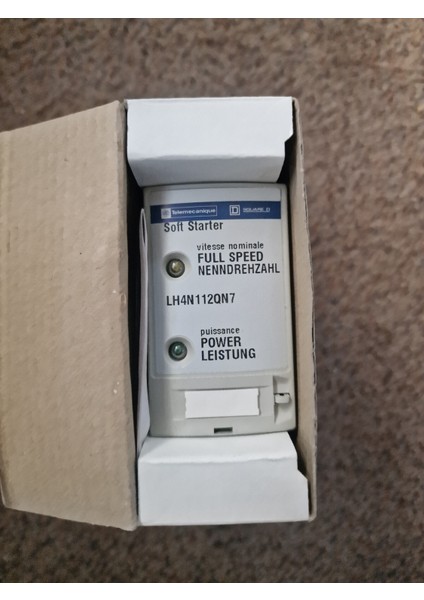 Telemecanique SQUARE D
Soft Starter
vitesse nominale
FULL SPEED
NENNDREHZAHL
LH4N112QN7
puissance
POWER
LEISTUNG